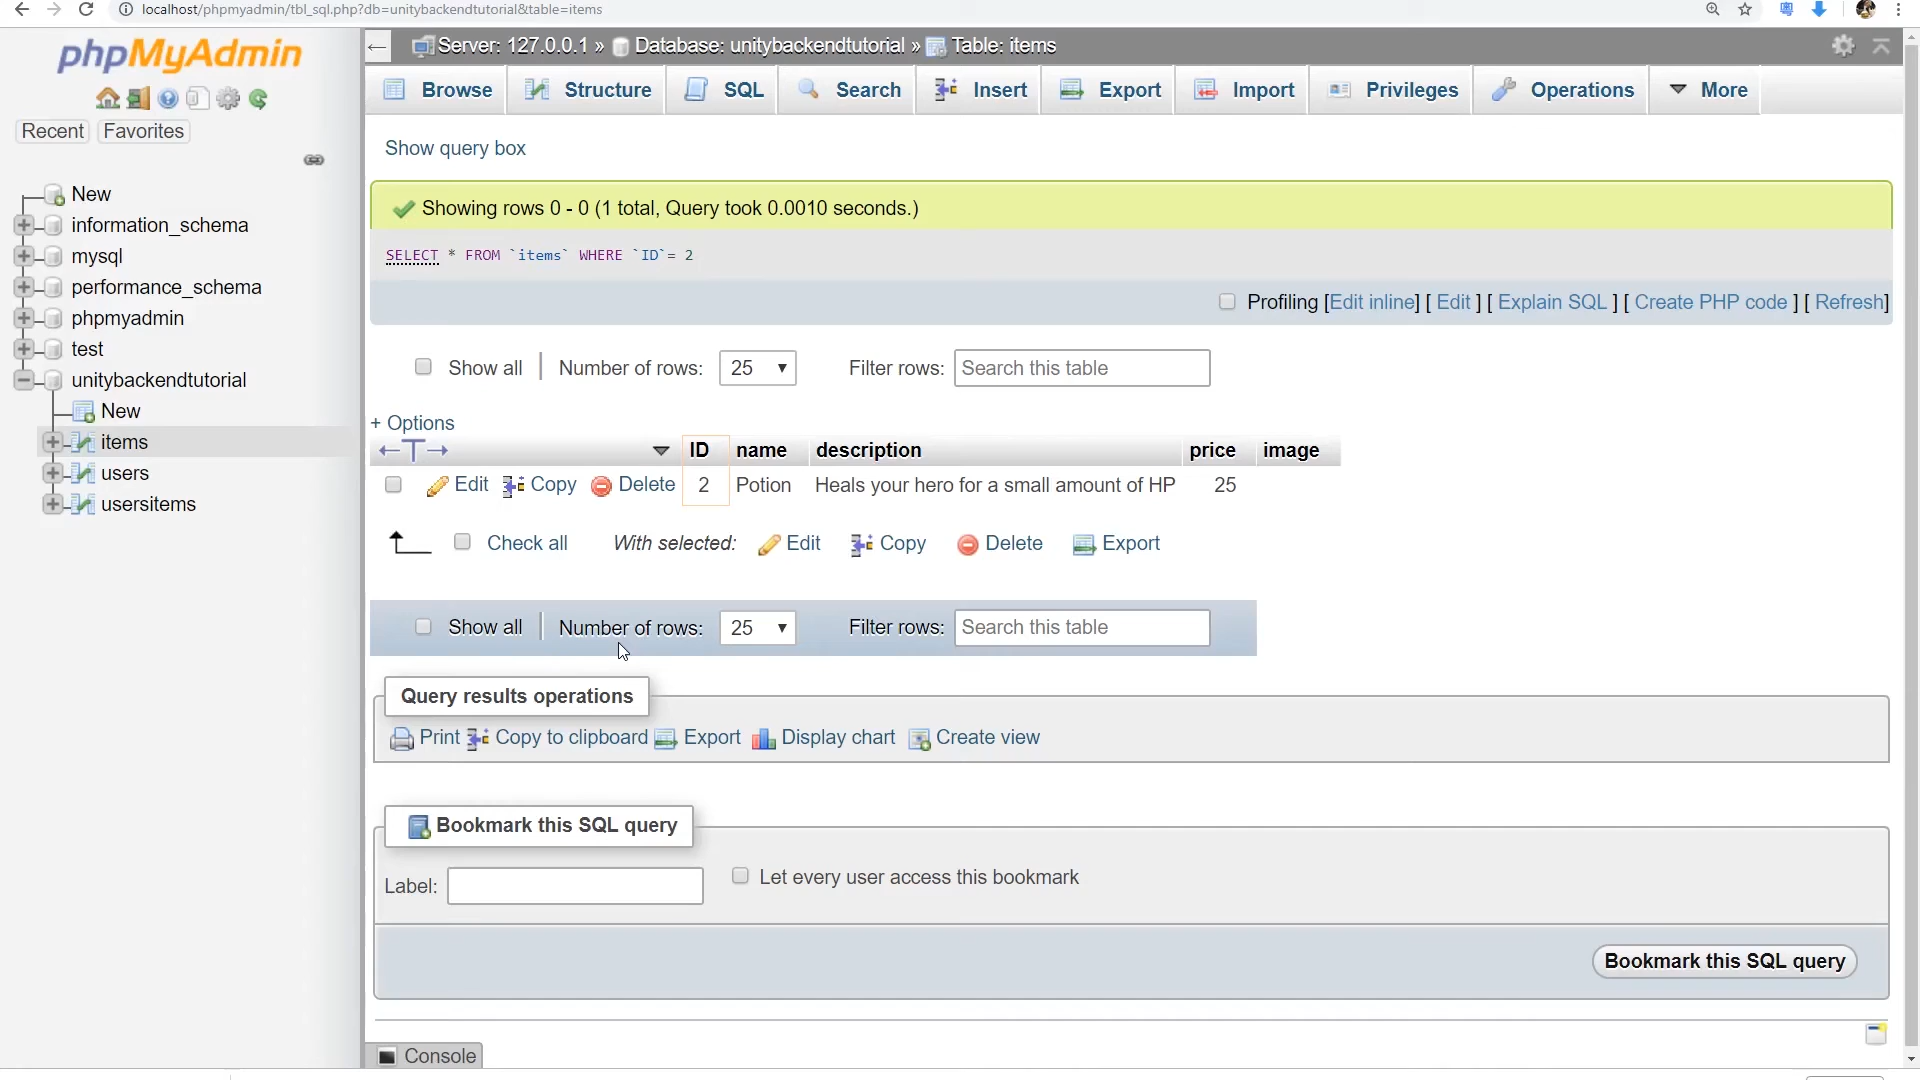 localhost/phpmyadmin/tbl_sql.php?db=unitybackendtutorial&table=items
phpMyAdmin
Recent Favorites
New
information_schema
mysql
performance_schema
phpmyadmin
test
unitybackendtutorial
New
items
users
usersitems
Server: 127.0.0.1 » Database: unitybackendtutorial » Table: items
Browse Structure SQL Search Insert Export Import Privileges Operations More
Show query box
Showing rows 0 - 0 (1 total, Query took 0.0010 seconds.)
SELECT * FROM `items` WHERE `ID`= 2
Profiling [Edit inline] [ Edit ] [ Explain SQL ] [ Create PHP code ] [ Refresh]
Show all Number of rows: 25 Filter rows: Search this table
+ Options
ID name description price image
Edit Copy Delete 2 Potion Heals your hero for a small amount of HP 25
Check all With selected: Edit Copy Delete Export
Show all Number of rows: 25 Filter rows: Search this table
Query results operations
Print Copy to clipboard Export Display chart Create view
Bookmark this SQL query
Label: Let every user access this bookmark
Bookmark this SQL query
Console